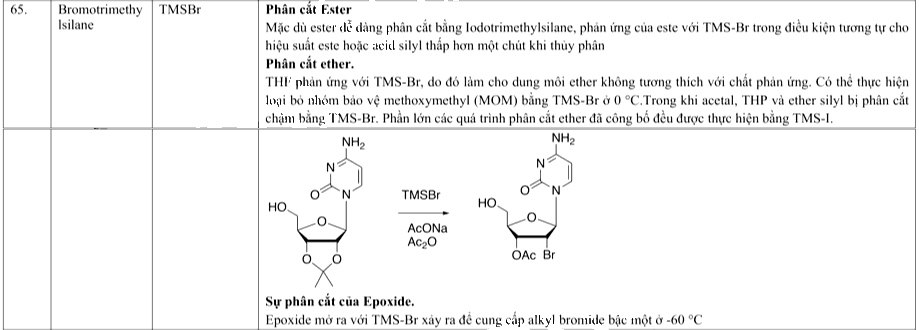 65.
Bromotrimethy
lsilane
TMSBr
Phân cắt Ester
Mặc dù ester dễ dàng phân cắt bằng Iodotrimethylsilane, phản ứng của este với TMS-Br trong điều kiện tương tự cho
hiệu suất este hoặc acid silyl thấp hơn một chút khi thủy phân
Phân cắt ether.
THF phản ứng với TMS-Br, do đó làm cho dung môi ether không tương thích với chất phản ứng. Có thể thực hiện
loại bỏ nhóm bảo vệ methoxymethyl (MOM) bằng TMS-Br ở 0 °C.Trong khi acetal, THP và ether silyl bị phân cắt
chậm bằng TMS-Br. Phần lớn các quá trình phân cắt ether đã công bố đều được thực hiện bằng TMS-I.
NH2
N
O
N
HO
O
O
O
TMSBr
AcONa
Ac2O
NH2
N
O
N
HO
O
OAc Br
Sự phân cắt của Epoxide.
Epoxide mở ra với TMS-Br xảy ra để cung cấp alkyl bromide bậc một ở -60 °C